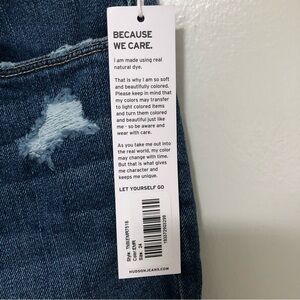 BECAUSE
WE CARE.
I am made using real
natural dye.
That is why I am so soft
and beautifully colored.
Please keep in mind that
my colors may transfer
to light colored items
and turn them colored
and beautiful just like
me - so be aware and
wear with care.
As you take me out into
the real world, my color
may change with time.
But that is what gives
me character and
keeps me unique.
LET YOURSELF GO
Color:
Size: 24
HUDSONJEANS.COM